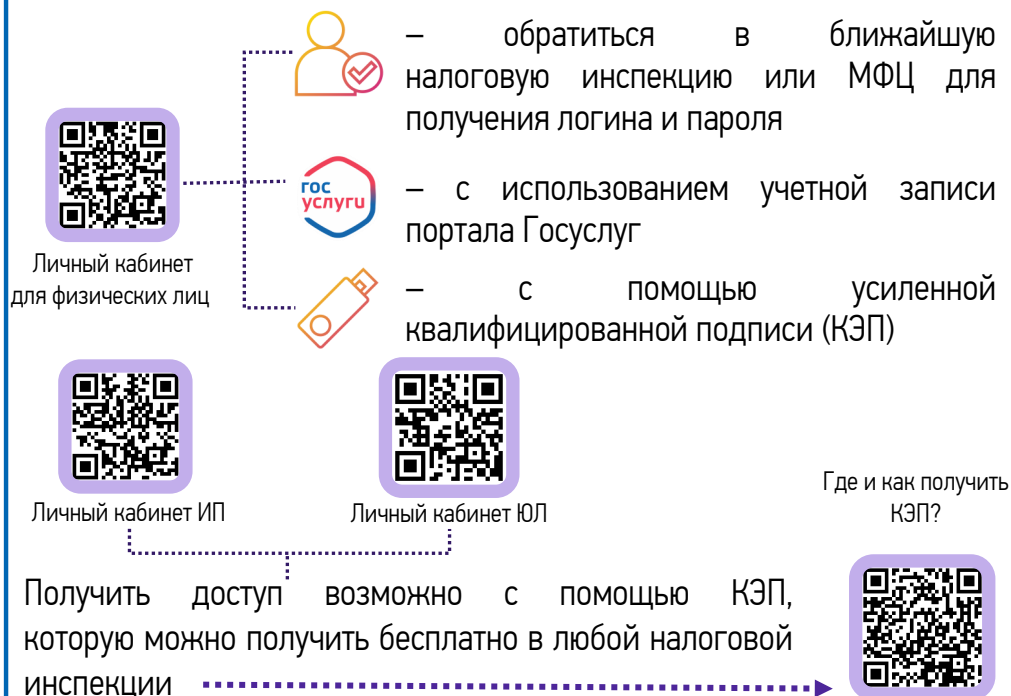 – обратиться в ближайшую
налоговую инспекцию или МФЦ для
получения логина и пароля
гос
услуги
– с использованием учетной записи
портала Госуслуг
Личный кабинет
для физических лиц
– с помощью усиленной
квалифицированной подписи (КЭП)
Личный кабинет ИП
Личный кабинет ЮЛ
Где и как получить
КЭП?
Получить доступ возможно с помощью КЭП,
которую можно получить бесплатно в любой налоговой
инспекции